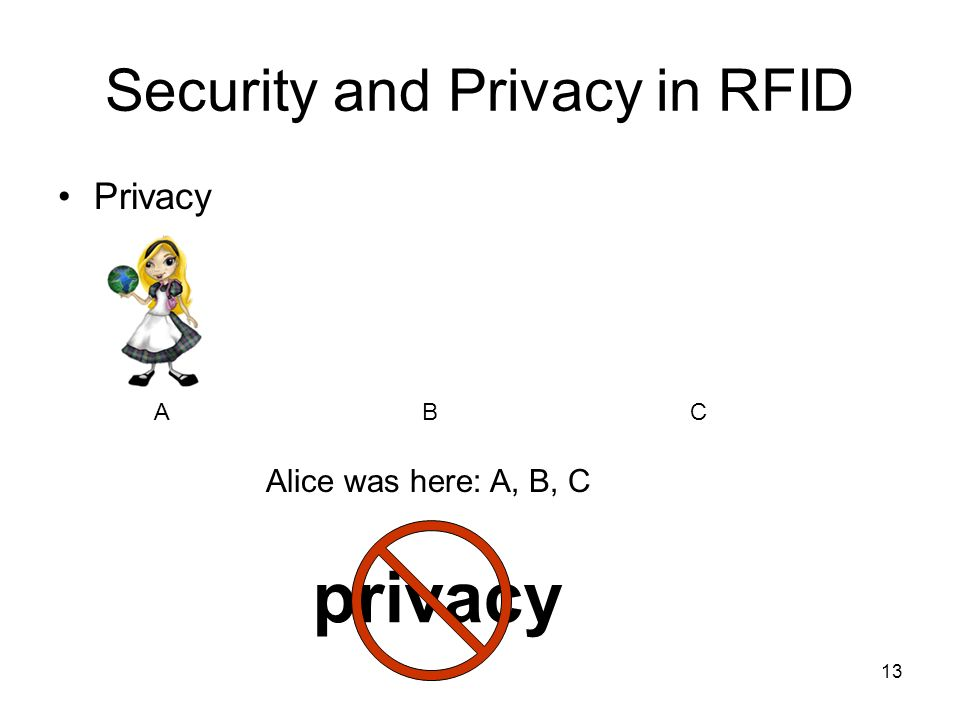 Security and Privacy in RFID
• Privacy
A B C
Alice was here: A, B, C
privacy
13